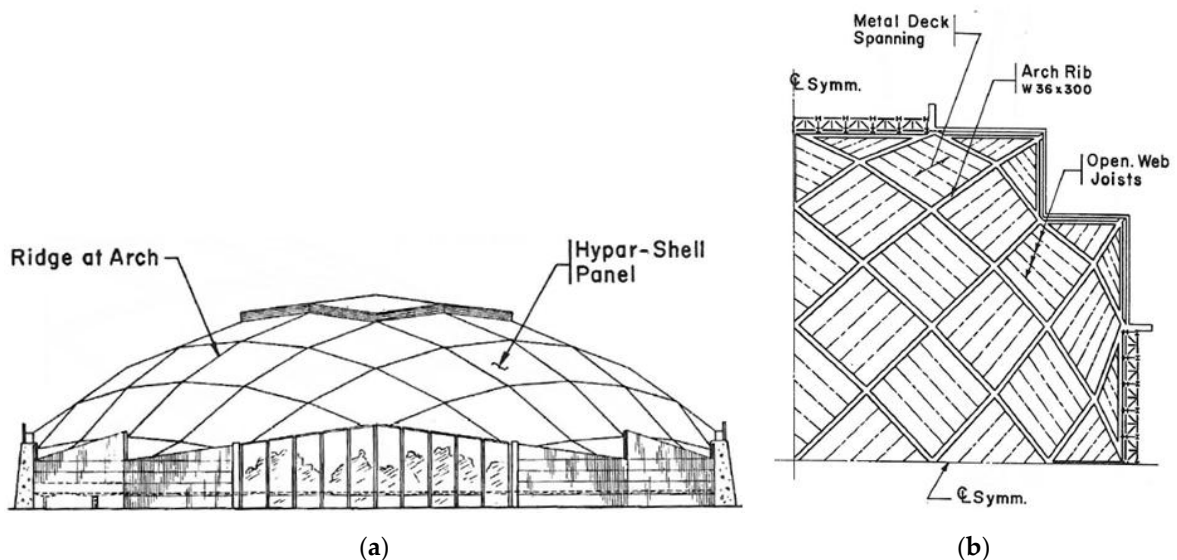 Ridge at Arch
Hypar-Shell
Panel
(a)
Metal Deck
Spanning
Arch Rib
W 36 x 300
℄ Symm.
Open. Web
Joists
℄ Symm.
(b)